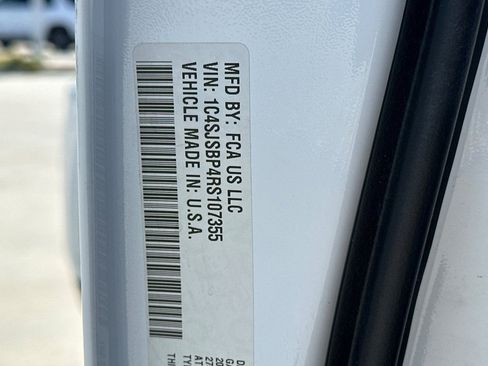 MFD BY: FCA US LLC
VIN: 1C4SJSBP4RS107355
VEHICLE MADE IN: U.S.A.